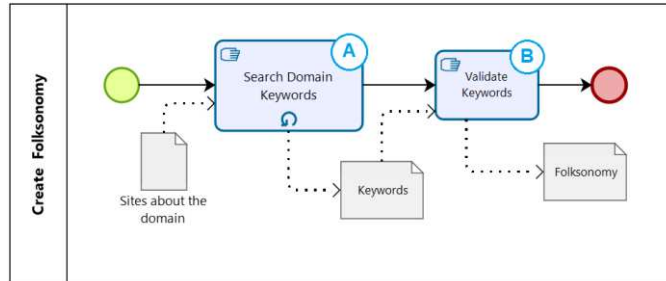 Create Folksonomy
A
Search Domain
Keywords
B
Validate
Keywords
Sites about the
domain
Keywords
Folksonomy